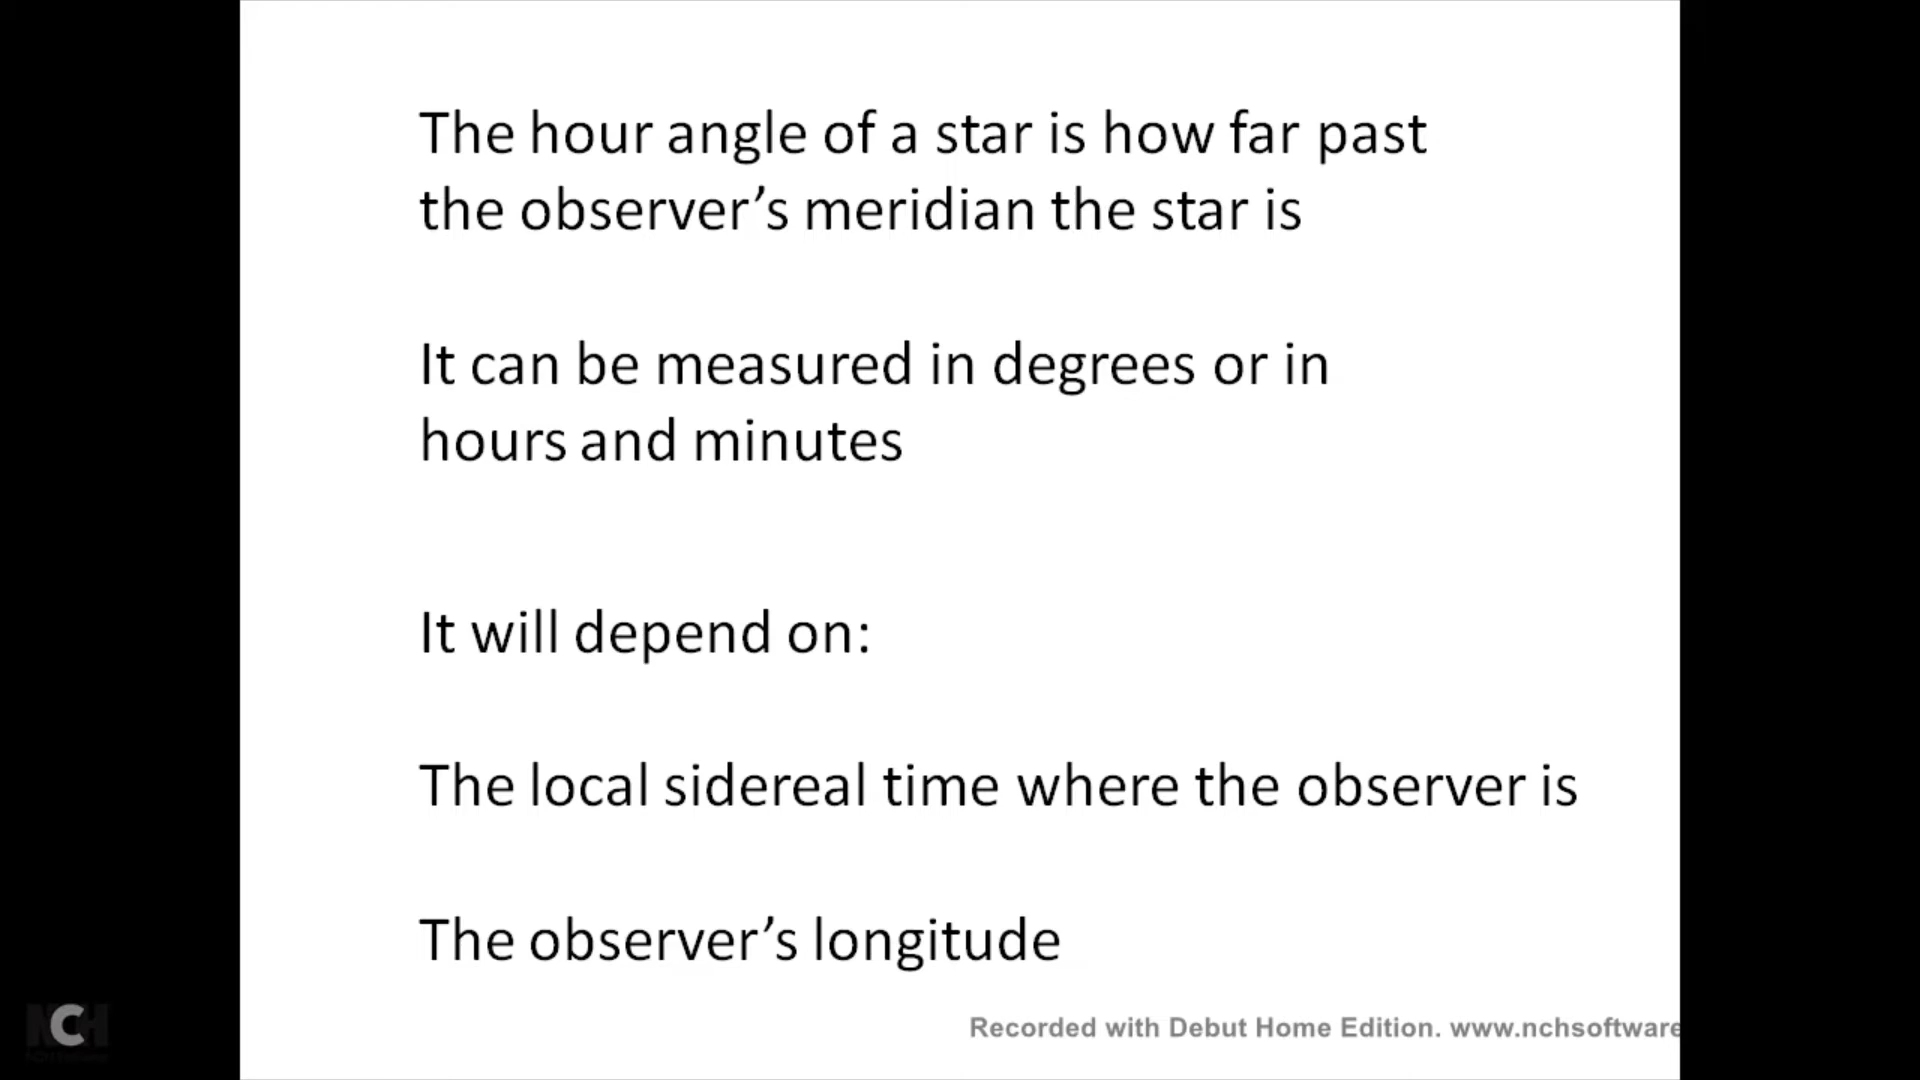 The hour angle of a star is how far past
the observer’s meridian the star is
It can be measured in degrees or in
hours and minutes
It will depend on:
The local sidereal time where the observer is
The observer’s longitude
Recorded with Debut Home Edition. www.nchsoftware
NCH